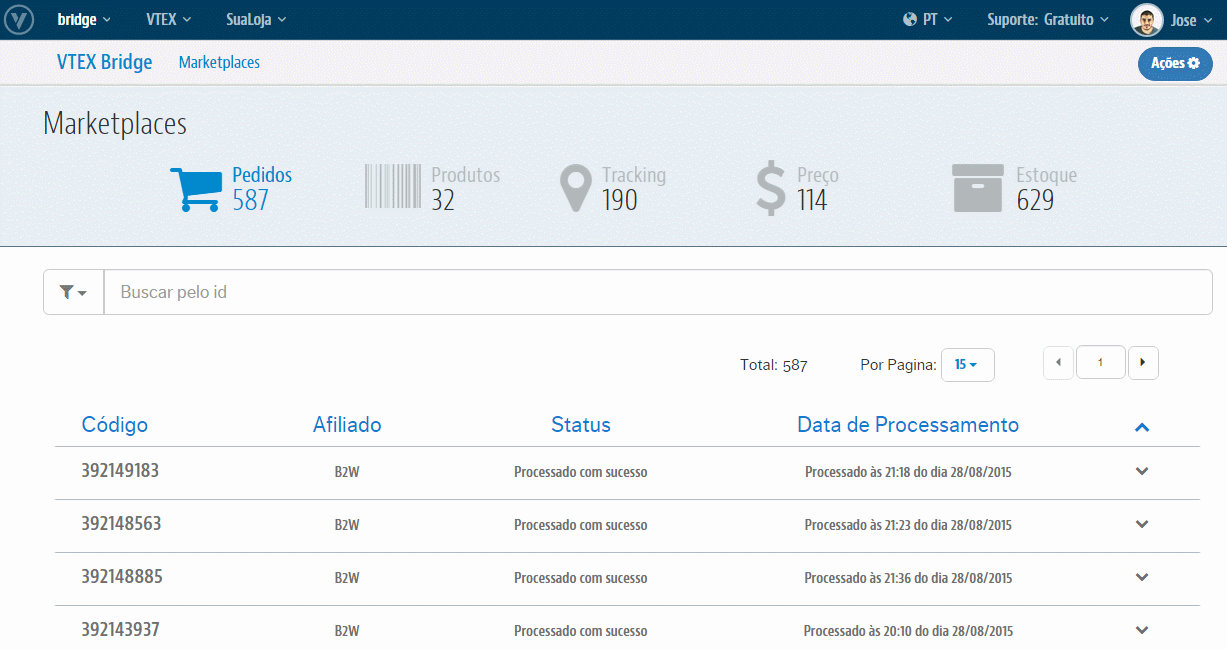 bridge VTEX SuaLoja PT Suporte: Gratuito Jose
VTEX Bridge Marketplaces Ações
Marketplaces
Pedidos Produtos Tracking Preço Estoque
587 32 190 114 629
Buscar pelo id
Total: 587 Por Pagina: 15 1
Código Afiliado Status Data de Processamento
392149183 B2W Processado com sucesso Processado às 21:18 do dia 28/08/2015
392148563 B2W Processado com sucesso Processado às 21:23 do dia 28/08/2015
392148885 B2W Processado com sucesso Processado às 21:36 do dia 28/08/2015
392143937 B2W Processado com sucesso Processado às 20:10 do dia 28/08/2015